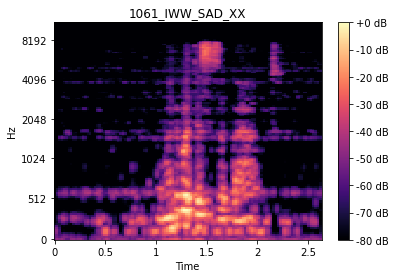 1061_IWW_SAD_XX
8192
4096
2048
1024
512
0
Hz
0
0.5
1
1.5
2
2.5
Time
+0 dB
-10 dB
-20 dB
-30 dB
-40 dB
-50 dB
-60 dB
-70 dB
-80 dB